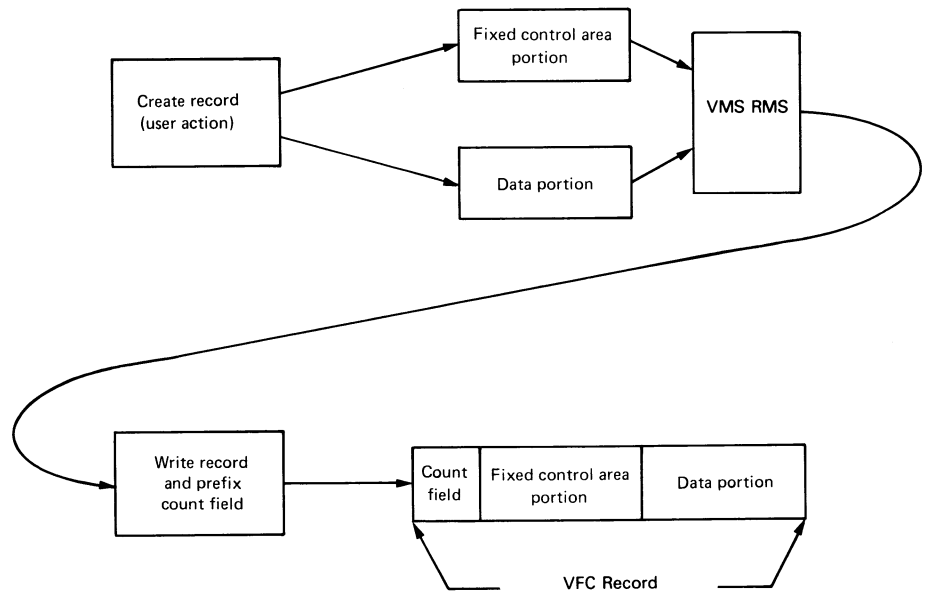 Create record
(user action)
Fixed control area
portion
Data portion
VMS RMS
Write record
and prefix
count field
Count
field
Fixed control area
portion
Data portion
VFC Record